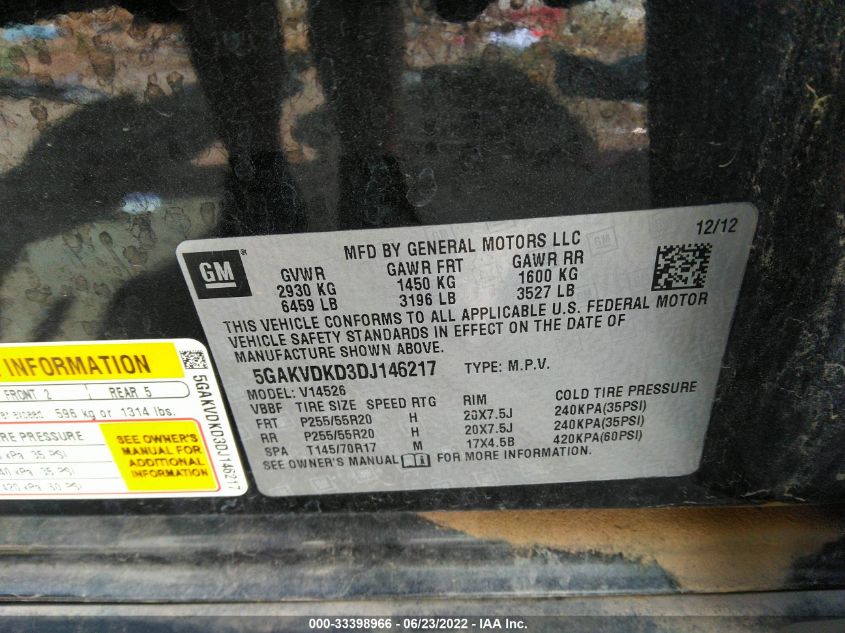 12/12
GM
MFD BY GENERAL MOTORS LLC
GVWR GAWR FRT GAWR RR
2930 KG 1450 KG 1600 KG
6459 LB 3196 LB 3527 LB
THIS VEHICLE CONFORMS TO ALL APPLICABLE U.S. FEDERAL MOTOR
VEHICLE SAFETY STANDARDS IN EFFECT ON THE DATE OF
MANUFACTURE SHOWN ABOVE.
5GAKVDKD3DJ146217 TYPE: M.P.V.
MODEL: V14526
VBBF TIRE SIZE SPEED RTG RIM COLD TIRE PRESSURE
FRT P255/55R20 H 20X7.5J 240KPA(35PSI)
RR P255/55R20 H 20X7.5J 240KPA(35PSI)
SPA T145/70R17 M 17X4.5B 420KPA(60PSI)
SEE OWNER'S MANUAL FOR MORE INFORMATION.
INFORMATION
FRONT 2 REAR 5
exceed 596 kg or 1314 lbs.
PRESSURE
35 PSI
35 PSI
SEE OWNER'S
MANUAL FOR
ADDITIONAL
INFORMATION
5GAKVDKD3DJ146217
000-33398966 - 06/23/2022 - IAA Inc.